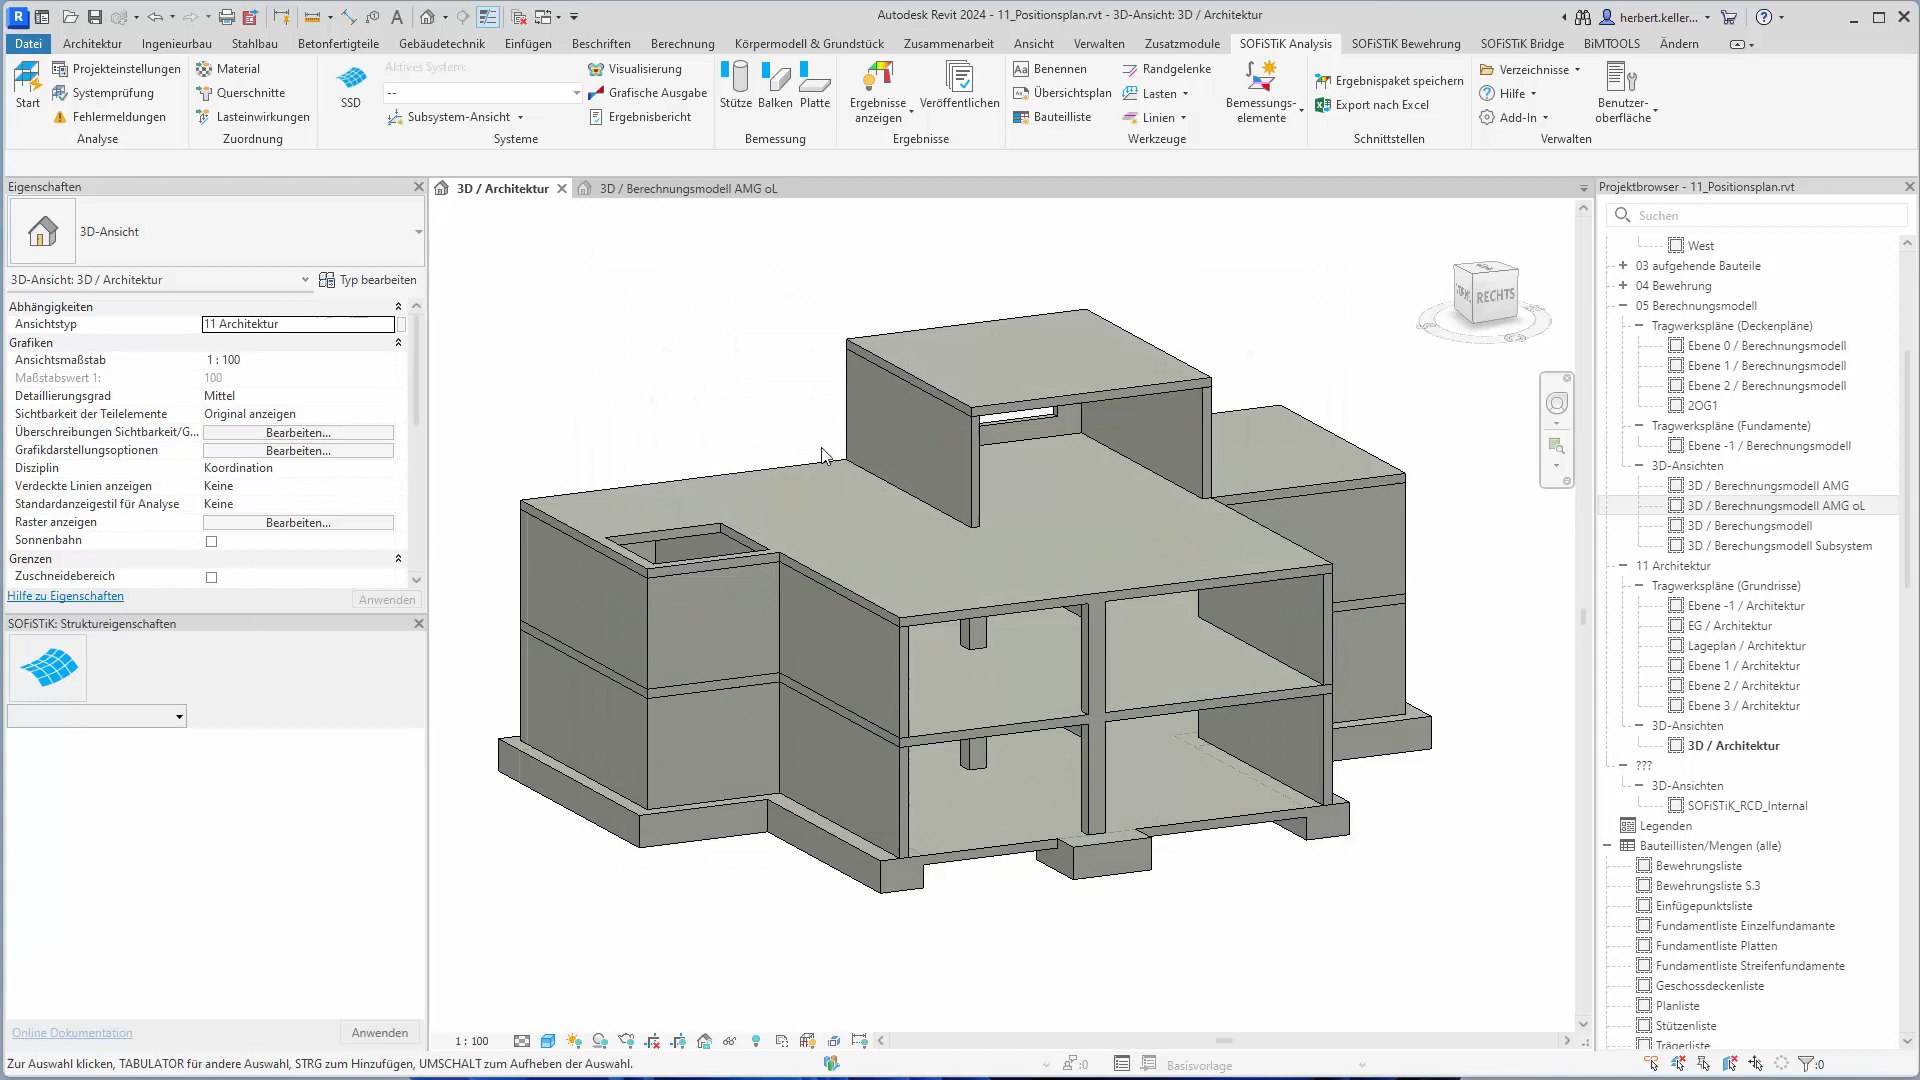 Autodesk Revit 2024 - 11_Positionsplan.rvt - 3D-Ansicht: 3D / Architektur
herbert.keller...
Datei Architektur Ingenieurbau Stahlbau Betonfertigteile Gebäudetechnik Einfügen Beschriften Berechnung Körpermodell & Grundstück Zusammenarbeit Ansicht Verwalten Zusatzmodule SOFiSTiK Analysis SOFiSTiK Bewehrung SOFiSTiK Bridge BiMTOOLS Ändern
Start
Projekteinstellungen
Systemprüfung
Fehlermeldungen
Analyse
Material
Querschnitte
Lasteinwirkungen
Zuordnung
SSD
Aktives System:
--
Subsystem-Ansicht
Visualisierung
Grafische Ausgabe
Ergebnisbericht
Systeme
Stütze Balken Platte
Bemessung
Ergebnisse anzeigen
Veröffentlichen
Ergebnisse
Benennen
Übersichtsplan
Bauteilliste
Randgelenke
Lasten
Linien
Werkzeuge
Bemessungs-
elemente
Ergebnispaket speichern
Export nach Excel
Schnittstellen
Verzeichnisse
Hilfe
Add-In
Benutzer-
oberfläche
Verwalten
Eigenschaften
3D-Ansicht
3D-Ansicht: 3D / Architektur
Typ bearbeiten
Abhängigkeiten
Ansichtstyp 11 Architektur
Grafiken
Ansichtsmaßstab 1 : 100
Maßstabswert 1: 100
Detaillierungsgrad Mittel
Sichtbarkeit der Teilelemente Original anzeigen
Überschreibungen Sichtbarkeit/G... Bearbeiten...
Grafikdarstellungsoptionen Bearbeiten...
Disziplin Koordination
Verdeckte Linien anzeigen Keine
Standardanzeigestil für Analyse Keine
Raster anzeigen Bearbeiten...
Sonnenbahn
Grenzen
Zuschneidebereich
Hilfe zu Eigenschaften
Anwenden
SOFiSTiK: Struktureigenschaften
Online Dokumentation
Anwenden
3D / Architektur
3D / Berechnungsmodell AMG oL
RECHTS
1 : 100
Projektbrowser - 11_Positionsplan.rvt
Suchen
West
03 aufgehende Bauteile
04 Bewehrung
05 Berechnungsmodell
Tragwerkspläne (Deckenpläne)
Ebene 0 / Berechnungsmodell
Ebene 1 / Berechnungsmodell
Ebene 2 / Berechnungsmodell
2OG1
Tragwerkspläne (Fundamente)
Ebene -1 / Berechnungsmodell
3D-Ansichten
3D / Berechnungsmodell AMG
3D / Berechnungsmodell AMG oL
3D / Berechungsmodell
3D / Berechungsmodell Subsystem
11 Architektur
Tragwerkspläne (Grundrisse)
Ebene -1 / Architektur
EG / Architektur
Lageplan / Architektur
Ebene 1 / Architektur
Ebene 2 / Architektur
Ebene 3 / Architektur
3D-Ansichten
3D / Architektur
???
3D-Ansichten
SOFiSTiK_RCD_Internal
Legenden
Bauteillisten/Mengen (alle)
Bewehrungsliste
Bewehrungsliste S.3
Einfügepunktsliste
Fundamentliste Einzelfundamante
Fundamentliste Platten
Fundamentliste Streifenfundamente
Geschossdeckenliste
Planliste
Stützenliste
Trägerliste
Zur Auswahl klicken, TABULATOR für andere Auswahl, STRG zum Hinzufügen, UMSCHALT zum Aufheben der Auswahl.
:0
Basisvorlage
:0